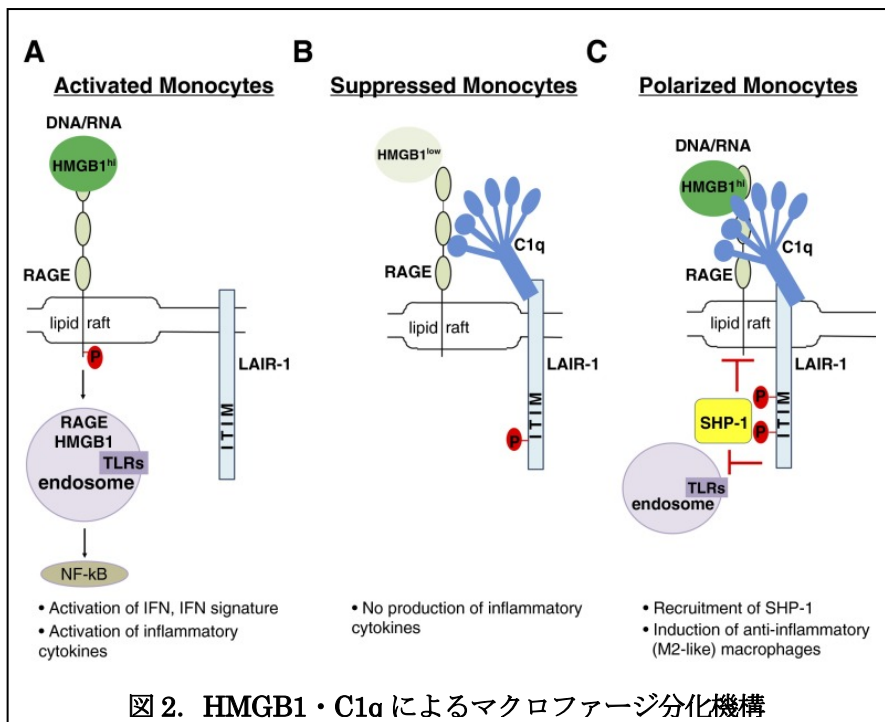 A
Activated Monocytes
DNA/RNA
HMGB1hi
RAGE
lipid raft
P
LAIR-1
ITIM
RAGE
HMGB1
TLRs
endosome
NF-kB
• Activation of IFN, IFN signature
• Activation of inflammatory
cytokines
B
Suppressed Monocytes
HMGB1low
C1q
RAGE
lipid raft
LAIR-1
ITIM
P
• No production of inflammatory
cytokines
C
Polarized Monocytes
DNA/RNA
HMGB1hi
C1q
RAGE
lipid raft
LAIR-1
P
SHP-1
P
ITIM
TLRs
endosome
• Recruitment of SHP-1
• Induction of anti-inflammatory
(M2-like) macrophages
図 2. HMGB1・C1q によるマクロファージ分化機構